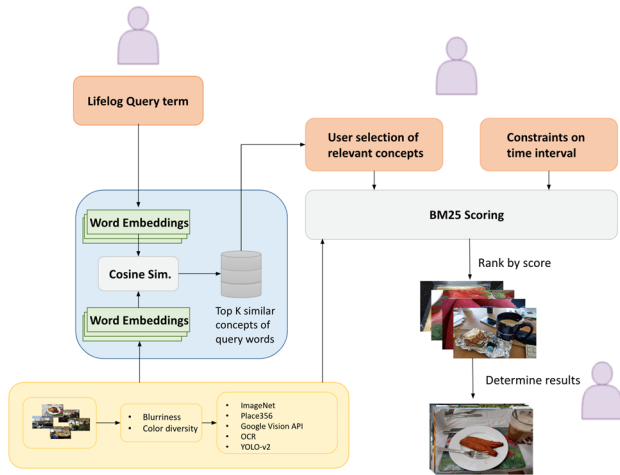 Lifelog Query term
User selection of
relevant concepts
Constraints on
time interval
Word Embeddings
BM25 Scoring
Cosine Sim.
Rank by score
Word Embeddings
Top K similar
concepts of
query words
Determine results
• Blurriness
• Color diversity
• ImageNet
• Place356
• Google Vision API
• OCR
• YOLO-v2